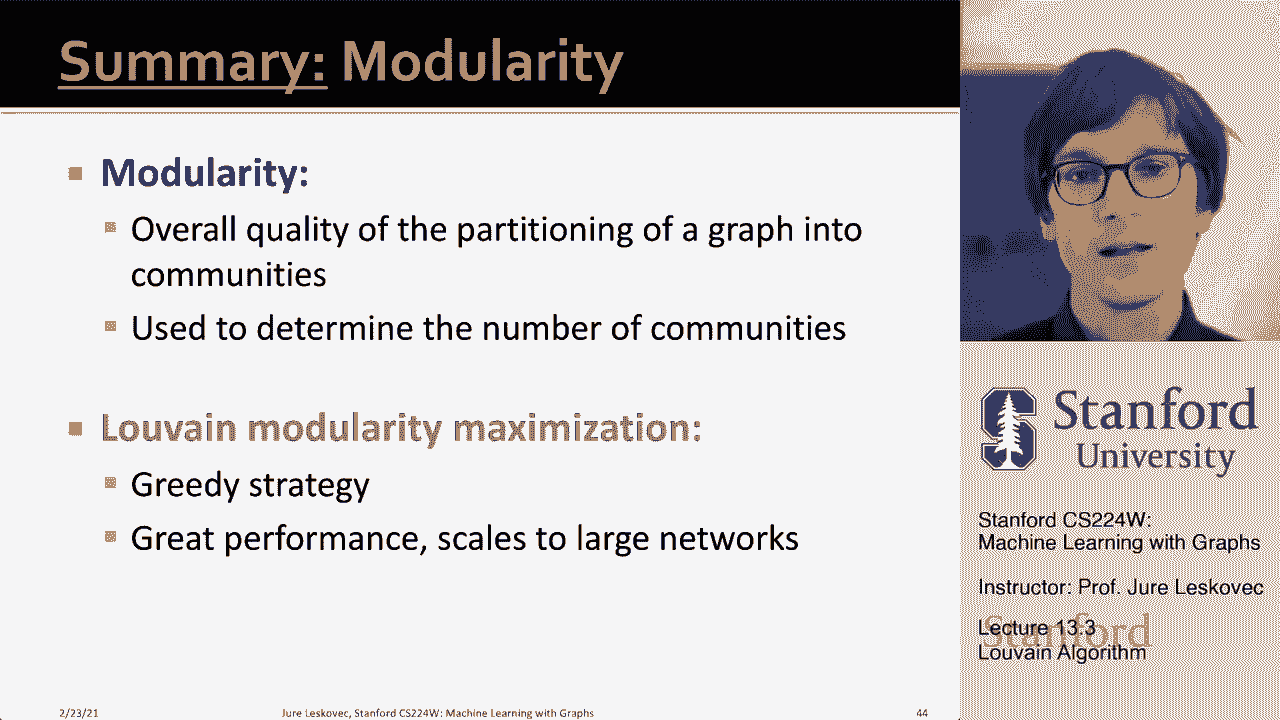 Summary: Modularity
Modularity:
Overall quality of the partitioning of a graph into
communities
Used to determine the number of communities
Louvain modularity maximization:
Greedy strategy
Great performance, scales to large networks
2/23/21
Jure Leskovec, Stanford CS224W: Machine Learning with Graphs
44
Stanford
University
Stanford CS224W:
Machine Learning with Graphs
Instructor: Prof. Jure Leskovec
Stanford
Lecture 13.3
Louvain Algorithm